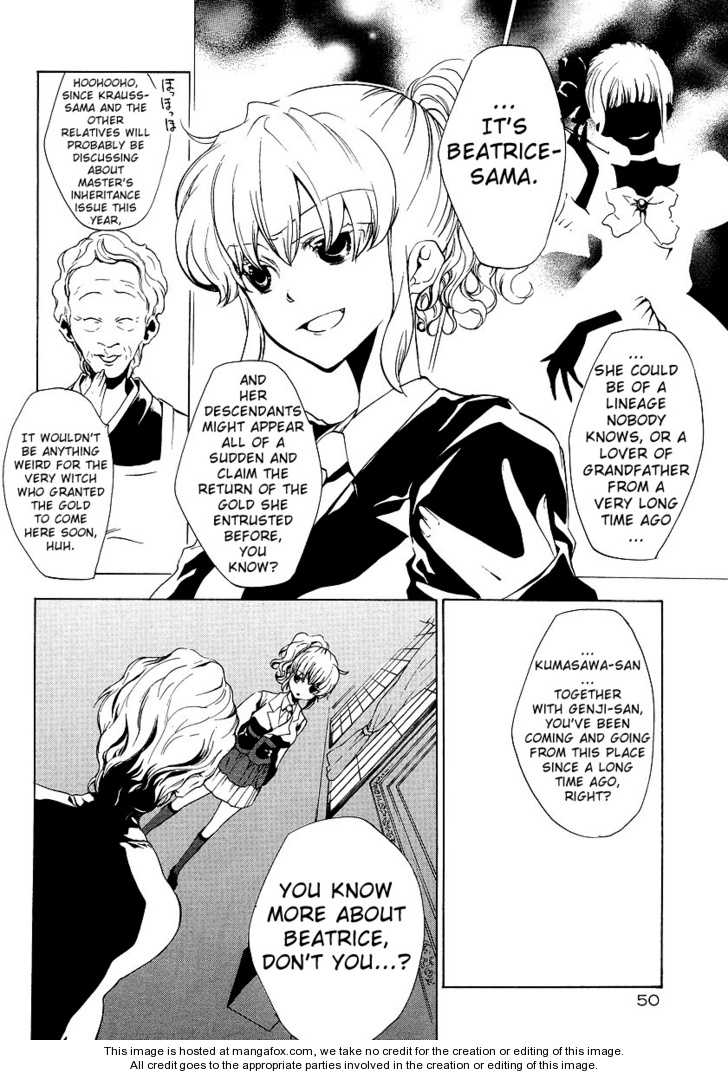 ...
IT'S
BEATRICE-
SAMA.
...
SHE COULD
BE OF A
LINEAGE
NOBODY
KNOWS, OR A
LOVER OF
GRANDFATHER
FROM A
VERY LONG
TIME AGO
...
AND
HER
DESCENDANTS
MIGHT APPEAR
ALL OF A
SUDDEN AND
CLAIM THE
RETURN OF THE
GOLD SHE
ENTRUSTED
BEFORE,
YOU
KNOW?
HOOHOOHO,
SINCE KRAUSS-
SAMA AND THE
OTHER
RELATIVES WILL
PROBABLY BE
DISCUSSING
ABOUT
MASTER'S
INHERITANCE
ISSUE THIS
YEAR,
ほっほっほ
IT WOULDN'T
BE ANYTHING
WEIRD FOR THE
VERY WITCH
WHO GRANTED
THE GOLD
TO COME
HERE SOON,
HUH.
...
KUMASAWA-SAN
...
TOGETHER
WITH GENJI-SAN,
YOU'VE BEEN
COMING AND GOING
FROM THIS PLACE
SINCE A LONG
TIME AGO,
RIGHT?
YOU KNOW
MORE ABOUT
BEATRICE,
DON'T YOU...?
50
This image is hosted at mangafox.com, we take no credit for the creation or editing of this image.
All credit goes to the appropriate parties involved in the creation or editing of this image.